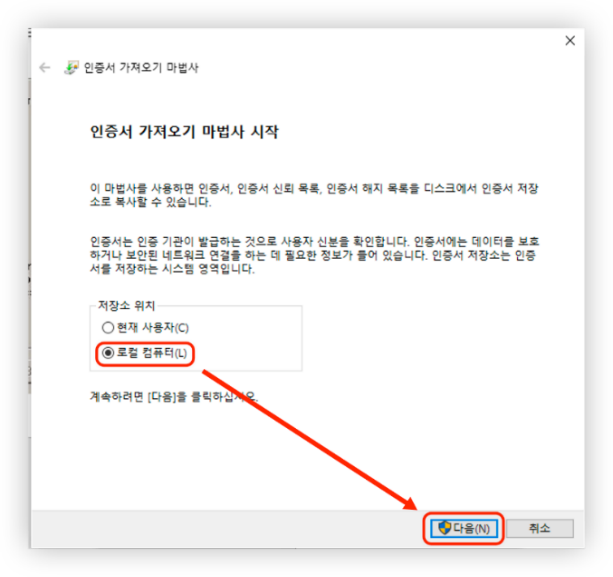 인증서 가져오기 마법사
인증서 가져오기 마법사 시작
이 마법사를 사용하면 인증서, 인증서 신뢰 목록, 인증서 해지 목록을 디스크에서 인증서 저장
소로 복사할 수 있습니다.
인증서는 인증 기관이 발급하는 것으로 사용자 신분을 확인합니다. 인증서에는 데이터를 보호
하거나 보안된 네트워크 연결을 하는 데 필요한 정보가 들어 있습니다. 인증서 저장소는 인증
서를 저장하는 시스템 영역입니다.
저장소 위치
현재 사용자(C)
로컬 컴퓨터(L)
계속하려면 [다음]을 클릭하십시오.
다음(N) 취소